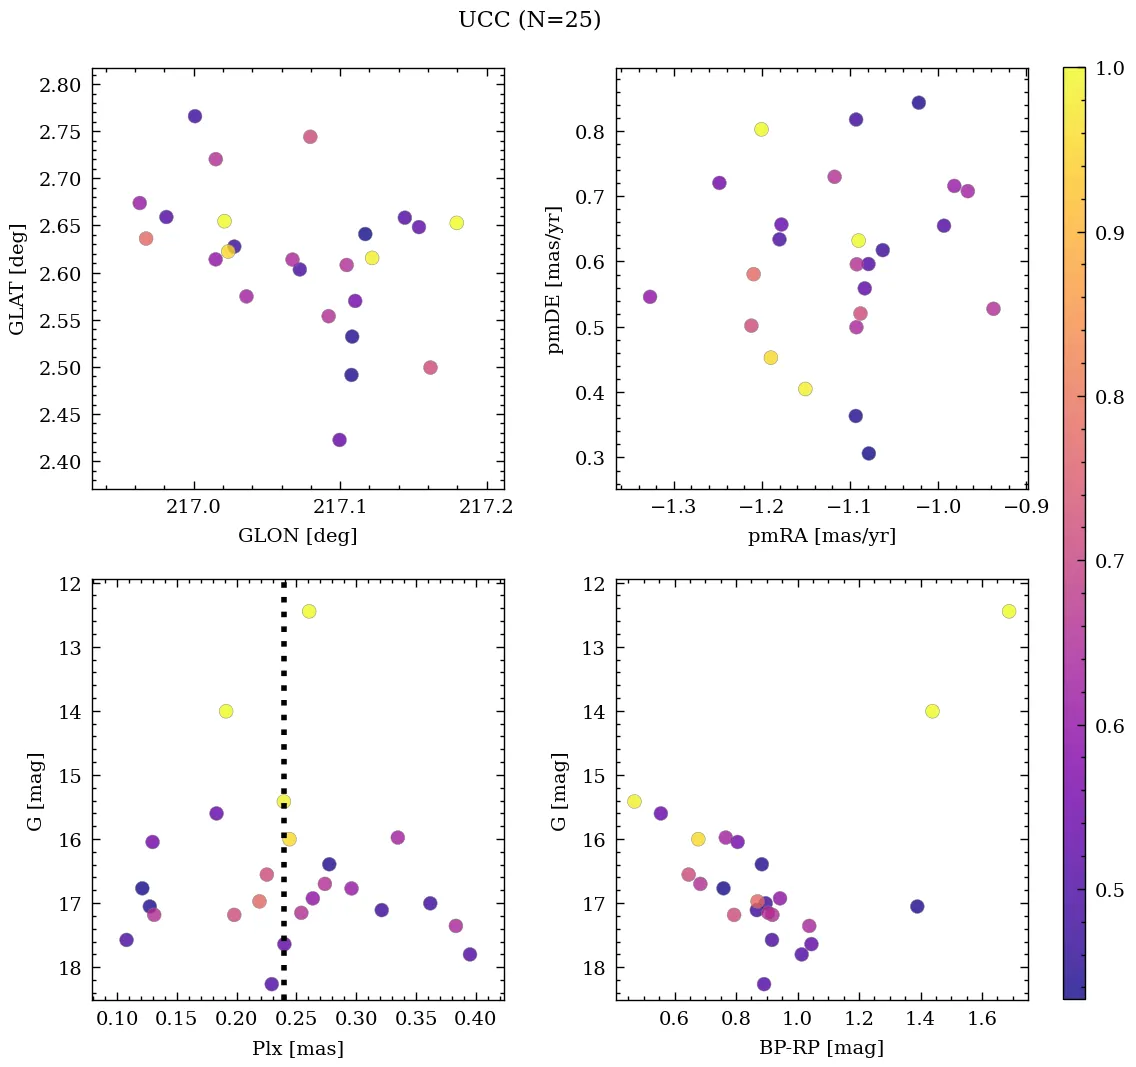 UCC (N=25)
2.80
2.75
2.70
2.65
2.60
2.55
2.50
2.45
2.40
GLAT [deg]
217.0 217.1 217.2
GLON [deg]
0.8
0.7
0.6
0.5
0.4
0.3
pmDE [mas/yr]
−1.3 −1.2 −1.1 −1.0 −0.9
pmRA [mas/yr]
12
13
14
15
16
17
18
G [mag]
0.10 0.15 0.20 0.25 0.30 0.35 0.40
Plx [mas]
12
13
14
15
16
17
18
G [mag]
0.6 0.8 1.0 1.2 1.4 1.6
BP-RP [mag]
1.0
0.9
0.8
0.7
0.6
0.5